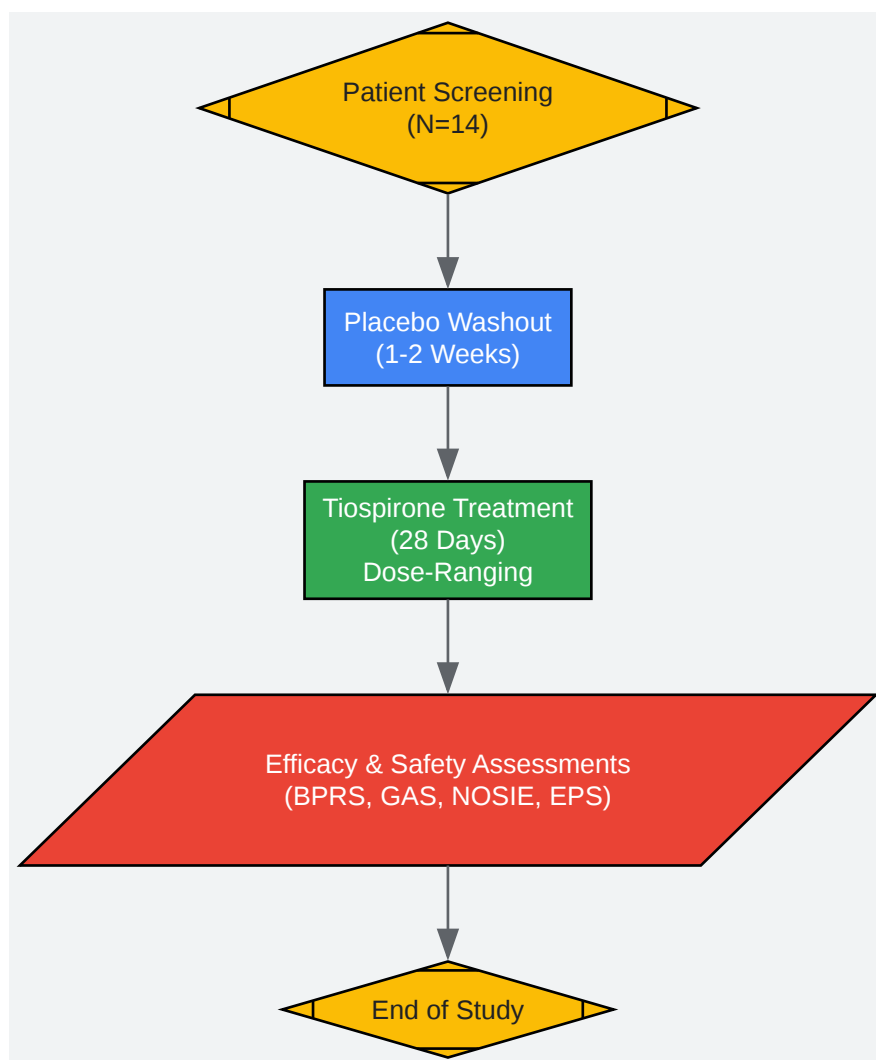 Patient Screening
(N=14)
Placebo Washout
(1-2 Weeks)
Tiospirone Treatment
(28 Days)
Dose-Ranging
Efficacy & Safety Assessments
(BPRS, GAS, NOSIE, EPS)
End of Study